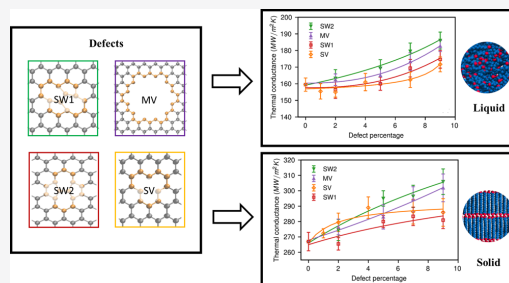 Defects
SW1
MV
SW2
SV
Thermal conductance (MW/m²K)
200
190
180
170
160
150
140
SW2
MV
SW1
SV
0 2 4 6 8 10
Defect percentage
Liquid
Thermal conductance (MW/m²K)
320
310
300
290
280
270
260
SW2
MV
SV
SW1
0 2 4 6 8 10
Defect percentage
Solid